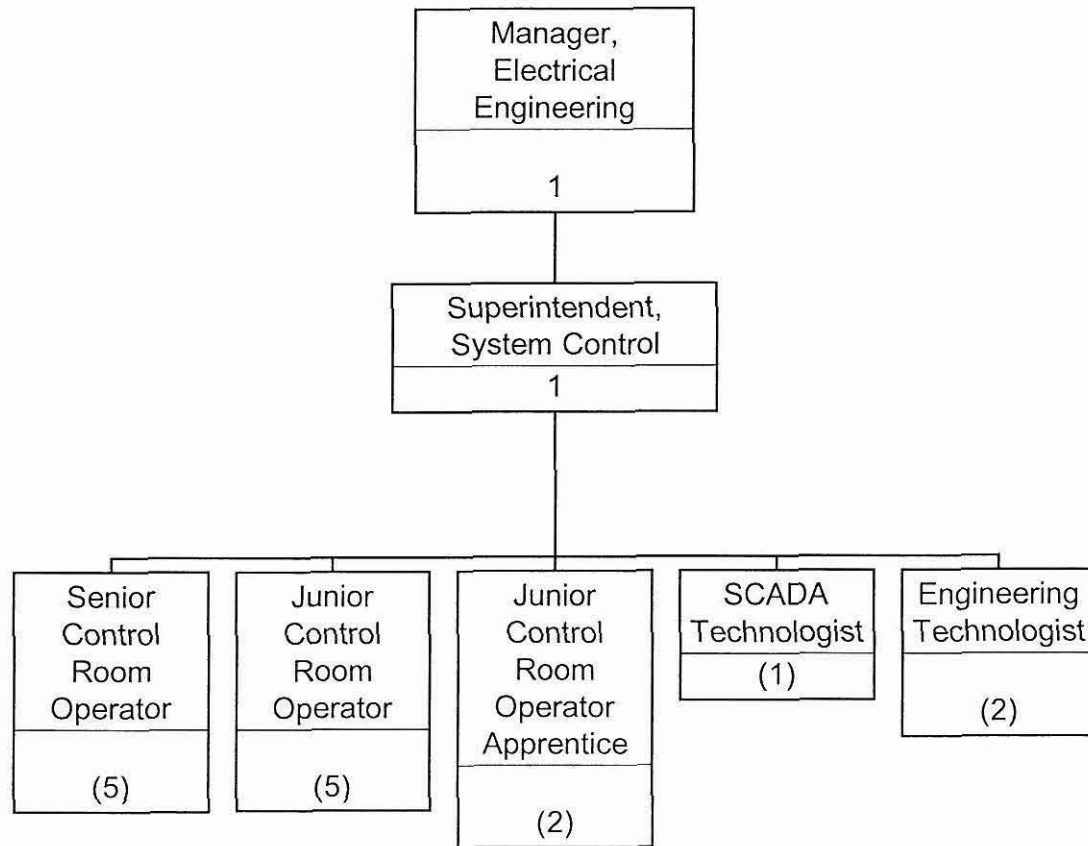 Manager,
Electrical
Engineering
1
Superintendent,
System Control
1
Senior
Control
Room
Operator
(5)
Junior
Control
Room
Operator
(5)
Junior
Control
Room
Operator
Apprentice
(2)
SCADA
Technologist
(1)
Engineering
Technologist
(2)